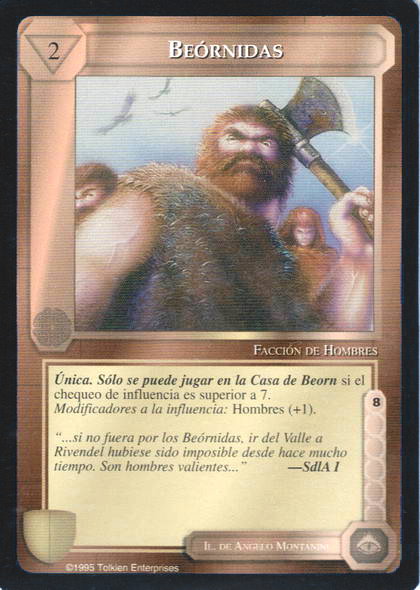 2
BEÓRNIDAS
FACCIÓN DE HOMBRES
Única. Sólo se puede jugar en la Casa de Beorn si el
chequeo de influencia es superior a 7.
Modificadores a la influencia: Hombres (+1).
8
“...si no fuera por los Beórnidas, ir del Valle a
Rivendel hubiese sido imposible desde hace mucho
tiempo. Son hombres valientes...” —SdlA I
IL. DE ANGELO MONTANINI
©1995 Tolkien Enterprises